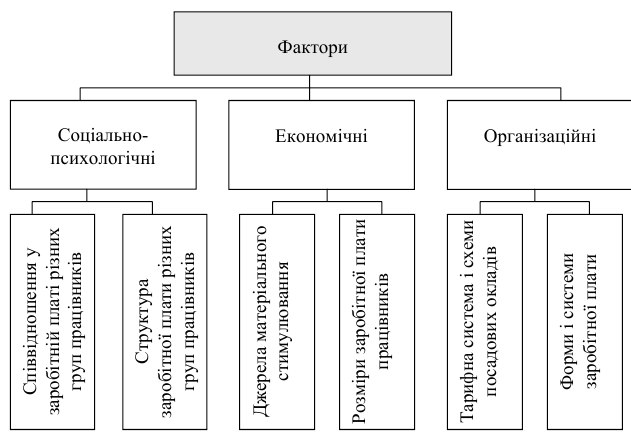 Фактори
Соціально-
психологічні
Економічні
Організаційні
Співвідношення у
заробітній платі різних
груп працівників
Структура
заробітної плати різних
груп працівників
Джерела матеріального
стимулювання
Розміри заробітної плати
працівників
Тарифна система і схеми
посадових окладів
Форми і системи
заробітної плати